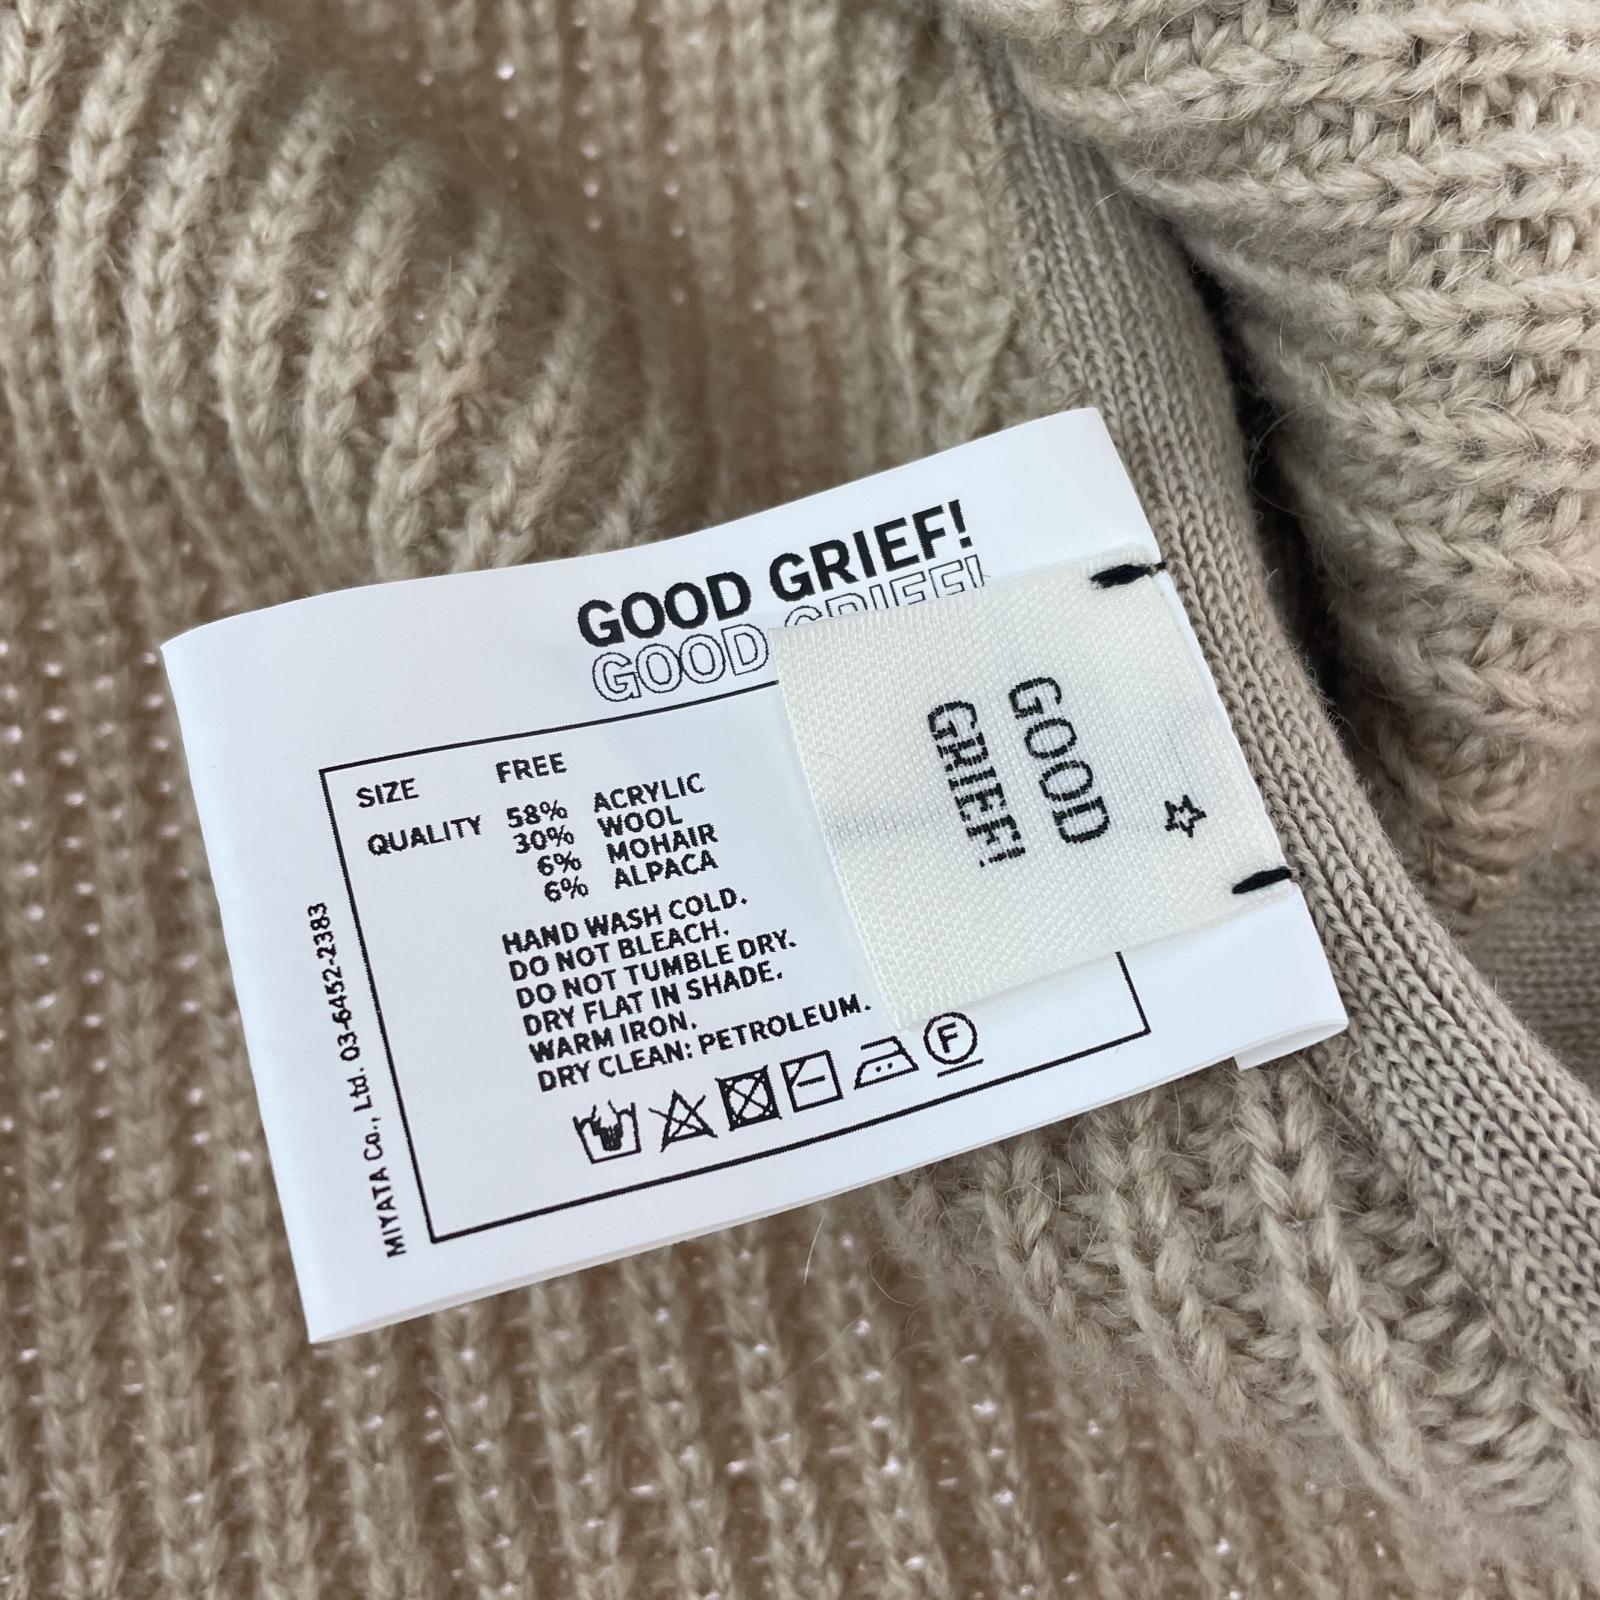 GOOD GRIEF!
GOOD GRIEF!
SIZE FREE
QUALITY 58% ACRYLIC
30% WOOL
6% MOHAIR
6% ALPACA
HAND WASH COLD.
DO NOT BLEACH.
DO NOT TUMBLE DRY.
DRY FLAT IN SHADE.
WARM IRON.
DRY CLEAN: PETROLEUM.
F
MIYATA Co., Ltd. 03-6452-2383
GOOD
GRIEF!